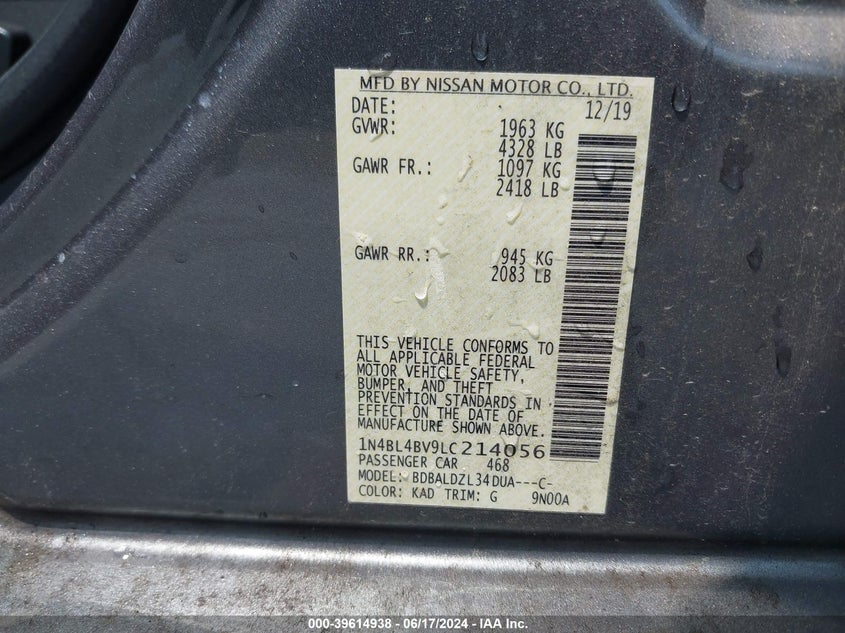 MFD BY NISSAN MOTOR CO., LTD.
DATE: 12/19
GVWR: 1963 KG
4328 LB
GAWR FR.: 1097 KG
2418 LB
GAWR RR.: 945 KG
2083 LB
THIS VEHICLE CONFORMS TO
ALL APPLICABLE FEDERAL
MOTOR VEHICLE SAFETY,
BUMPER, AND THEFT
PREVENTION STANDARDS IN
EFFECT ON THE DATE OF
MANUFACTURE SHOWN ABOVE.
1N4BL4BV9LC214056
PASSENGER CAR 468
MODEL: BDBALDZL34DUA---C-
COLOR: KAD TRIM: G 9N00A
000-39614938 - 06/17/2024 - © IAA Inc.